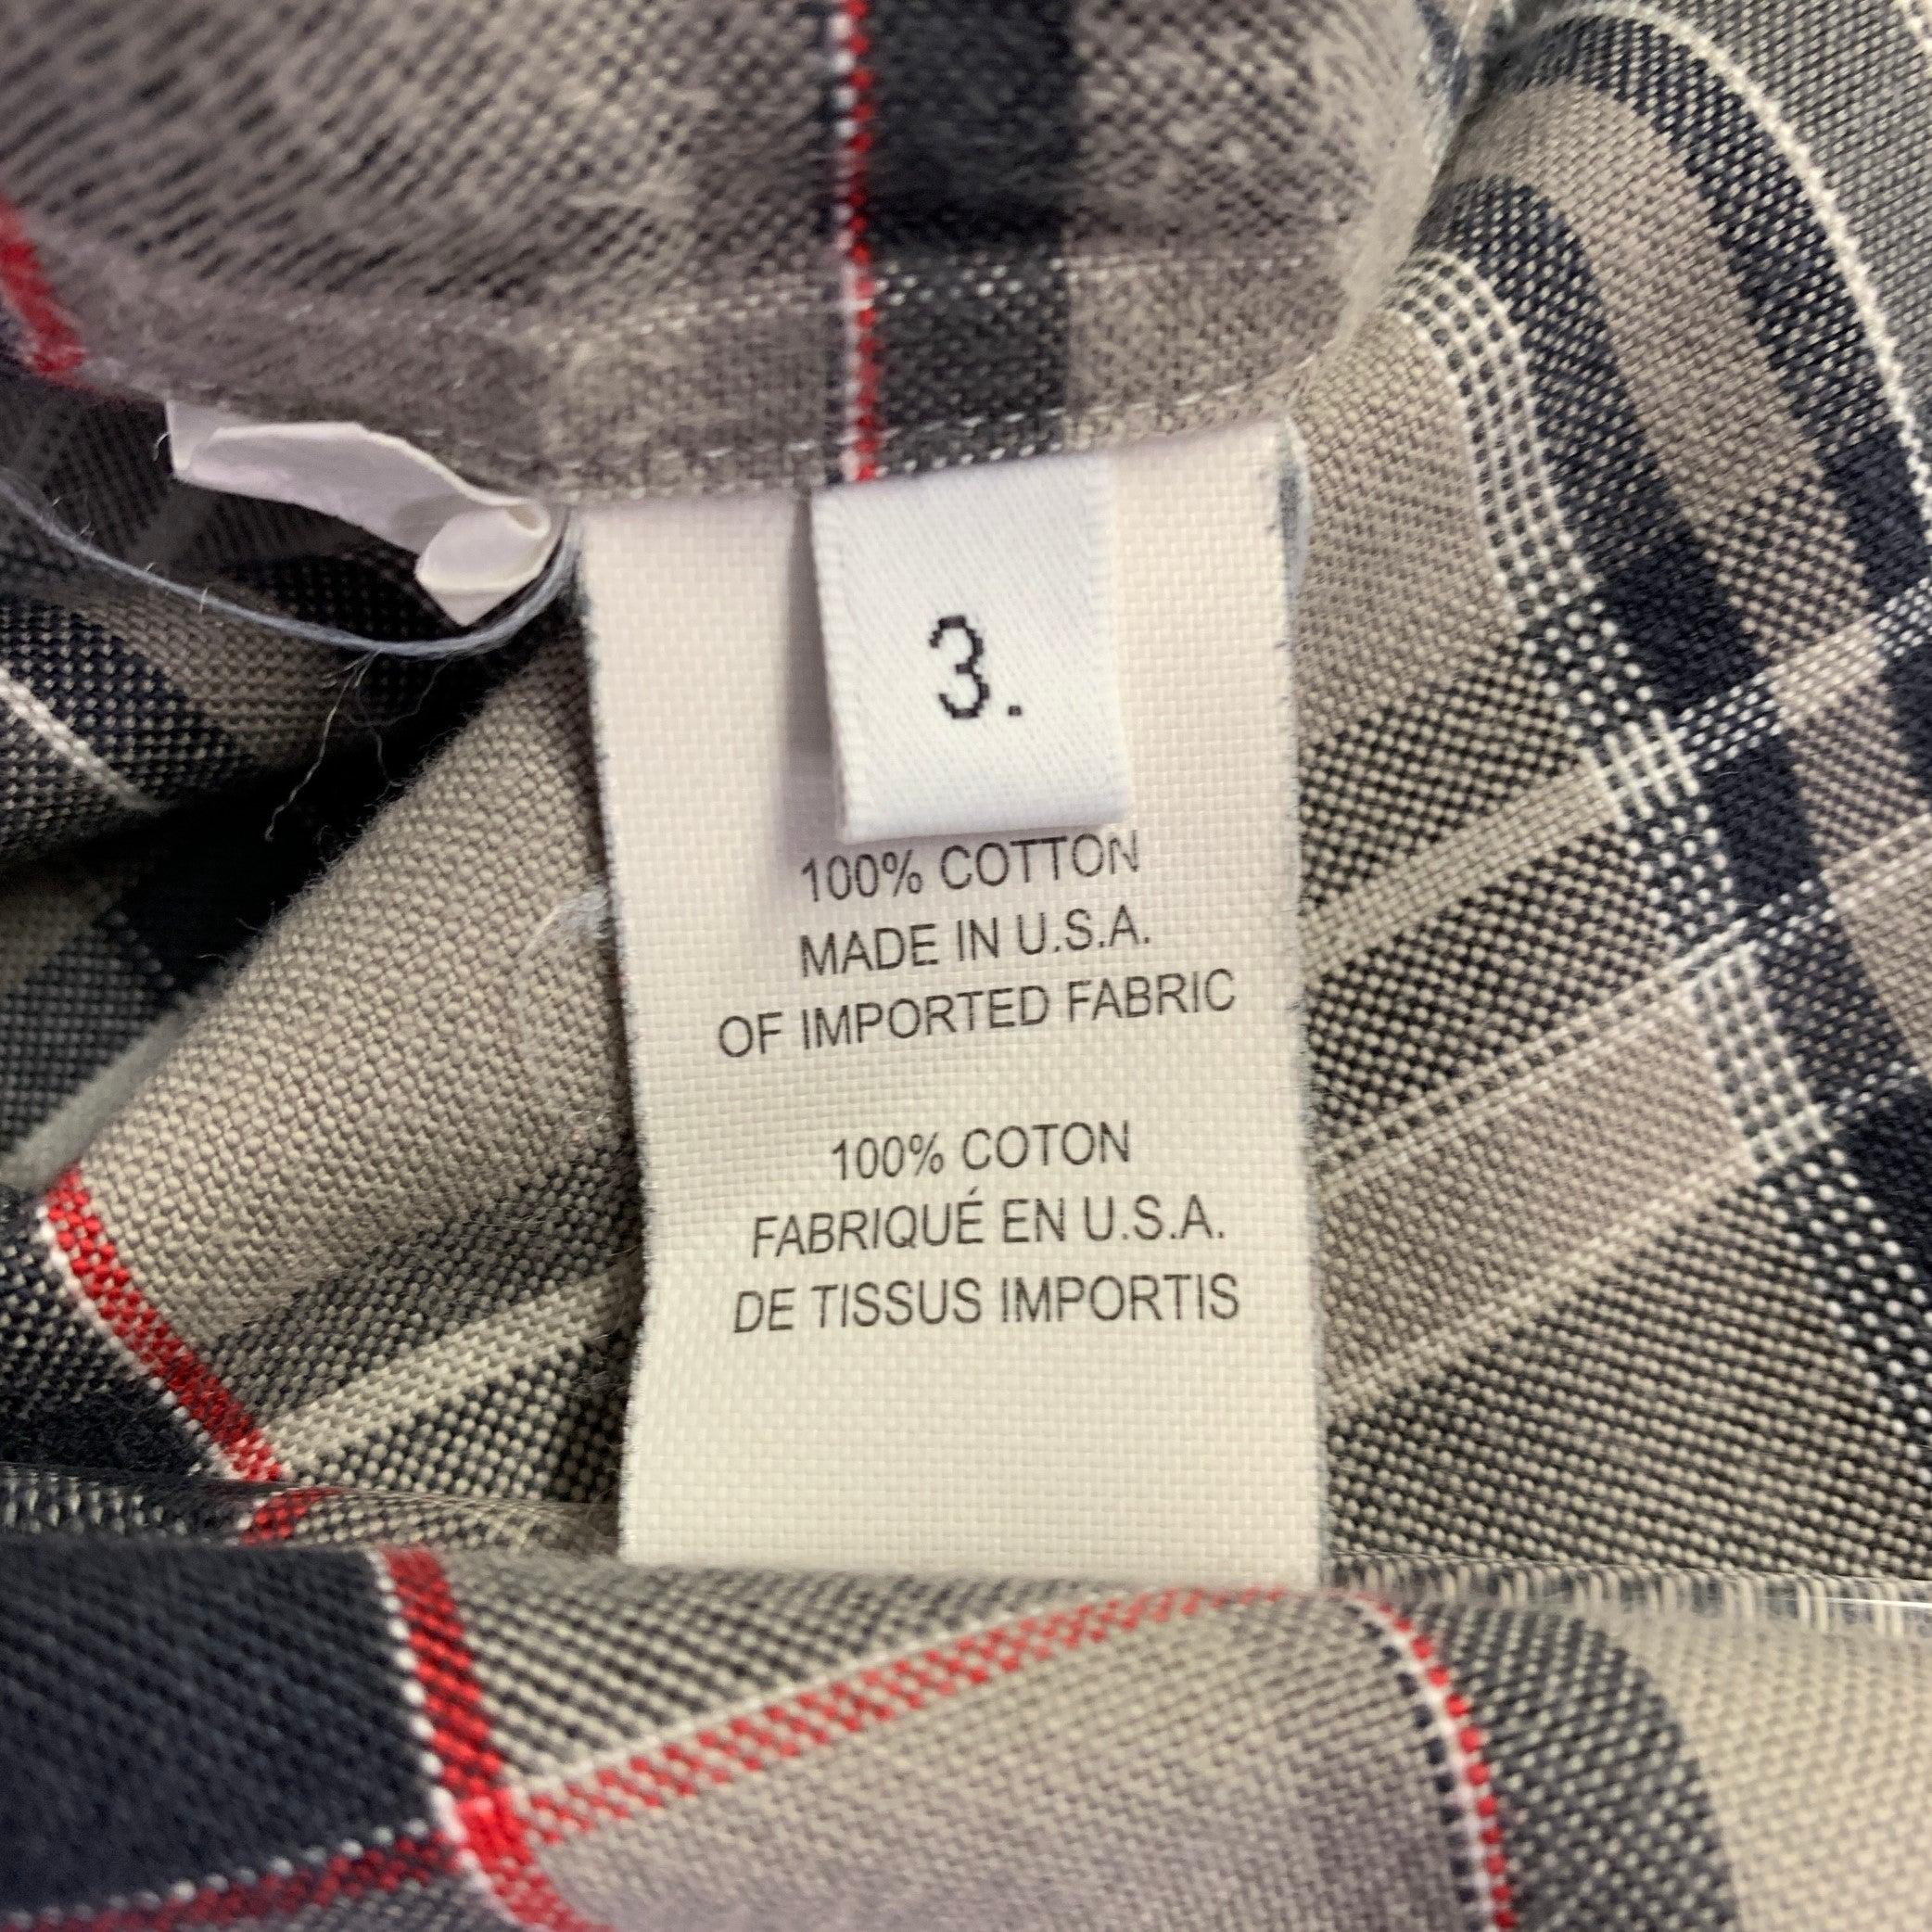 3.
100% COTTON
MADE IN U.S.A.
OF IMPORTED FABRIC
100% COTON
FABRIQUÉ EN U.S.A.
DE TISSUS IMPORTIS